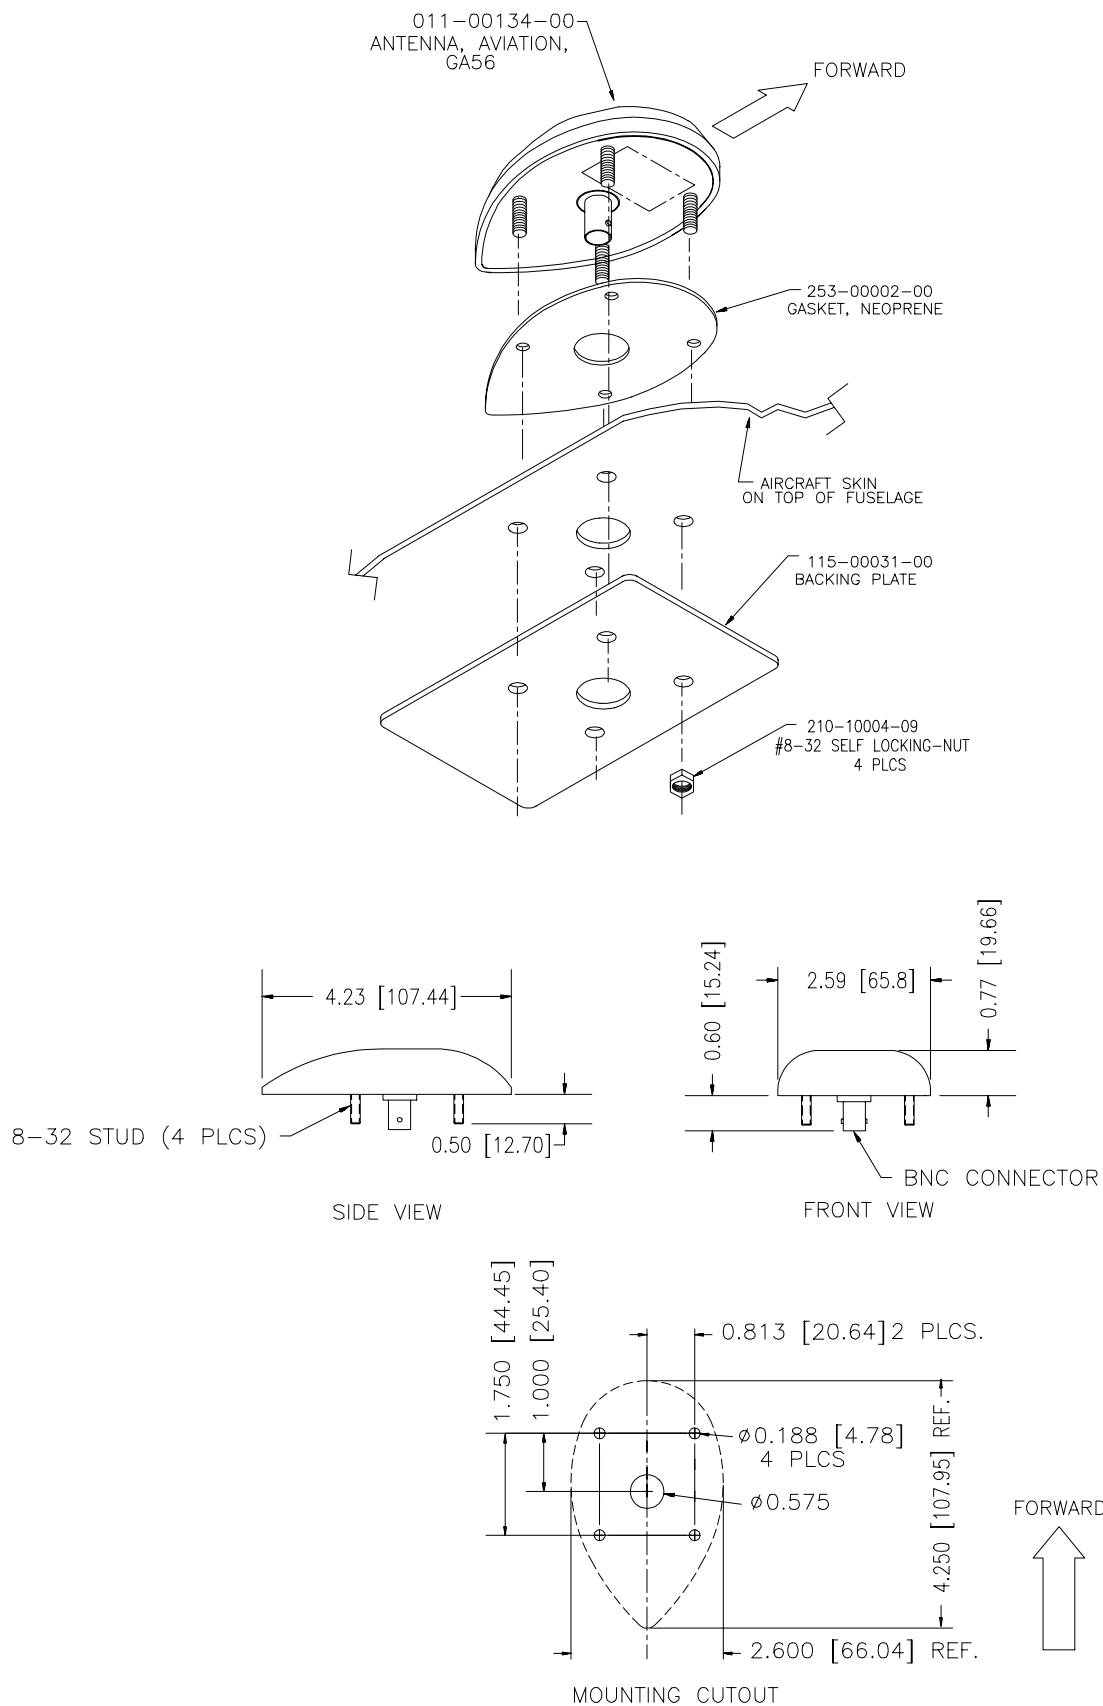 011-00134-00
ANTENNA, AVIATION,
GA56
FORWARD
253-00002-00
GASKET, NEOPRENE
AIRCRAFT SKIN
ON TOP OF FUSELAGE
115-00031-00
BACKING PLATE
210-10004-09
#8-32 SELF LOCKING-NUT
4 PLCS
4.23 [107.44]
8-32 STUD (4 PLCS)
0.50 [12.70]
SIDE VIEW
0.60 [15.24]
2.59 [65.8]
0.77 [19.66]
BNC CONNECTOR
FRONT VIEW
1.750 [44.45]
1.000 [25.40]
0.813 [20.64] 2 PLCS.
ø0.188 [4.78]
4 PLCS
ø0.575
4.250 [107.95] REF.
FORWARD
2.600 [66.04] REF.
MOUNTING CUTOUT